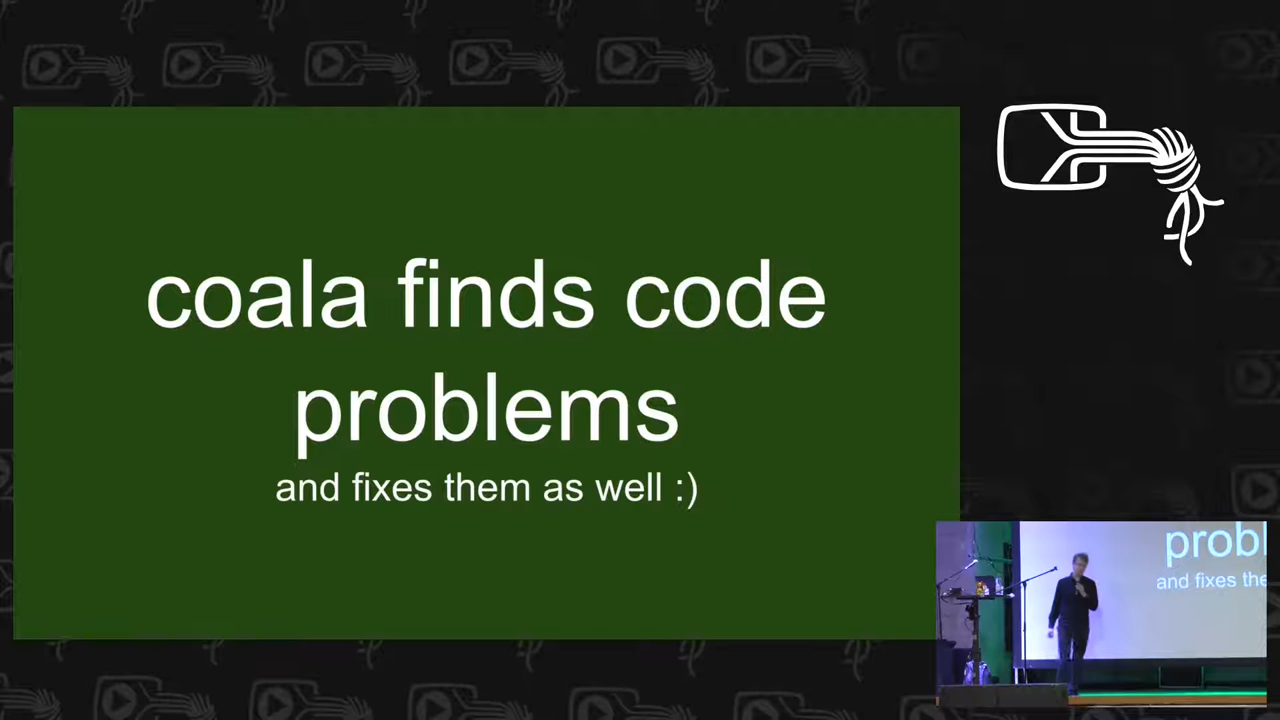 coala finds code
problems
and fixes them as well :)
probl
and fixes the